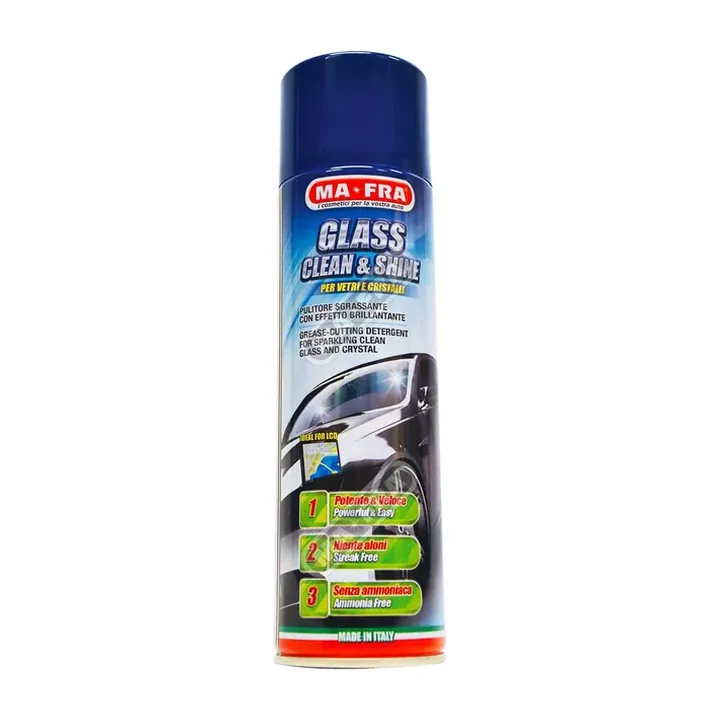 MA★FRA®
i cosmetici per la vostra auto
GLASS
CLEAN & SHINE
PER VETRI E CRISTALLI
PULITORE SGRASSANTE
CON EFFETTO BRILLANTANTE
GREASE-CUTTING DETERGENT
FOR SPARKLING CLEAN
GLASS AND CRYSTAL
IDEAL FOR LCD
1 Potente & Veloce
Powerful & Easy
2 Niente aloni
Streak Free
3 Senza ammoniaca
Ammonia Free
MADE IN ITALY